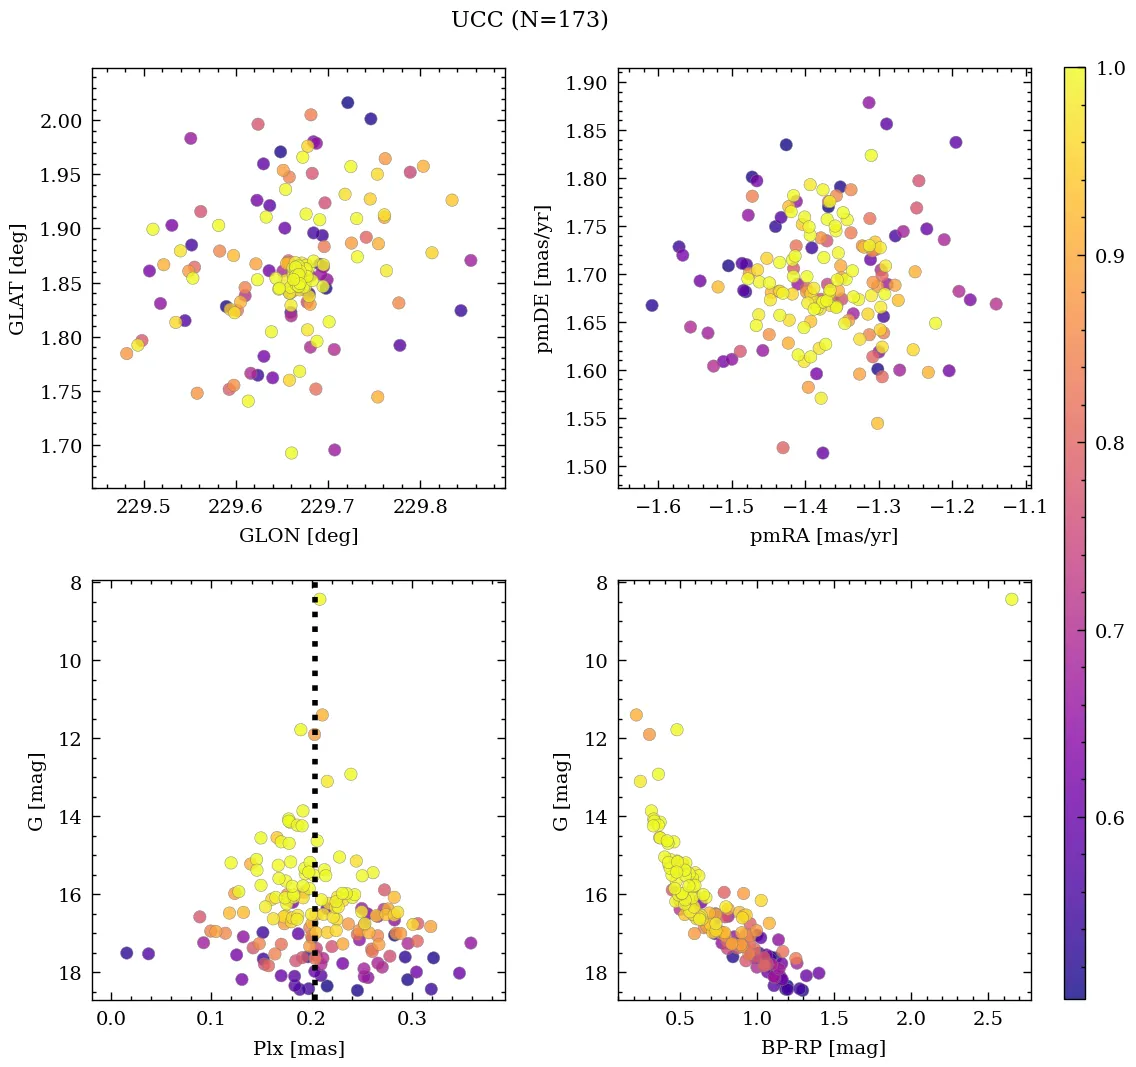 UCC (N=173)
2.00
1.95
1.90
1.85
1.80
1.75
1.70
GLAT [deg]
229.5 229.6 229.7 229.8
GLON [deg]
1.90
1.85
1.80
1.75
1.70
1.65
1.60
1.55
1.50
pmDE [mas/yr]
−1.6 −1.5 −1.4 −1.3 −1.2 −1.1
pmRA [mas/yr]
8
10
12
14
16
18
G [mag]
0.0 0.1 0.2 0.3
Plx [mas]
8
10
12
14
16
18
G [mag]
0.5 1.0 1.5 2.0 2.5
BP-RP [mag]
1.0
0.9
0.8
0.7
0.6